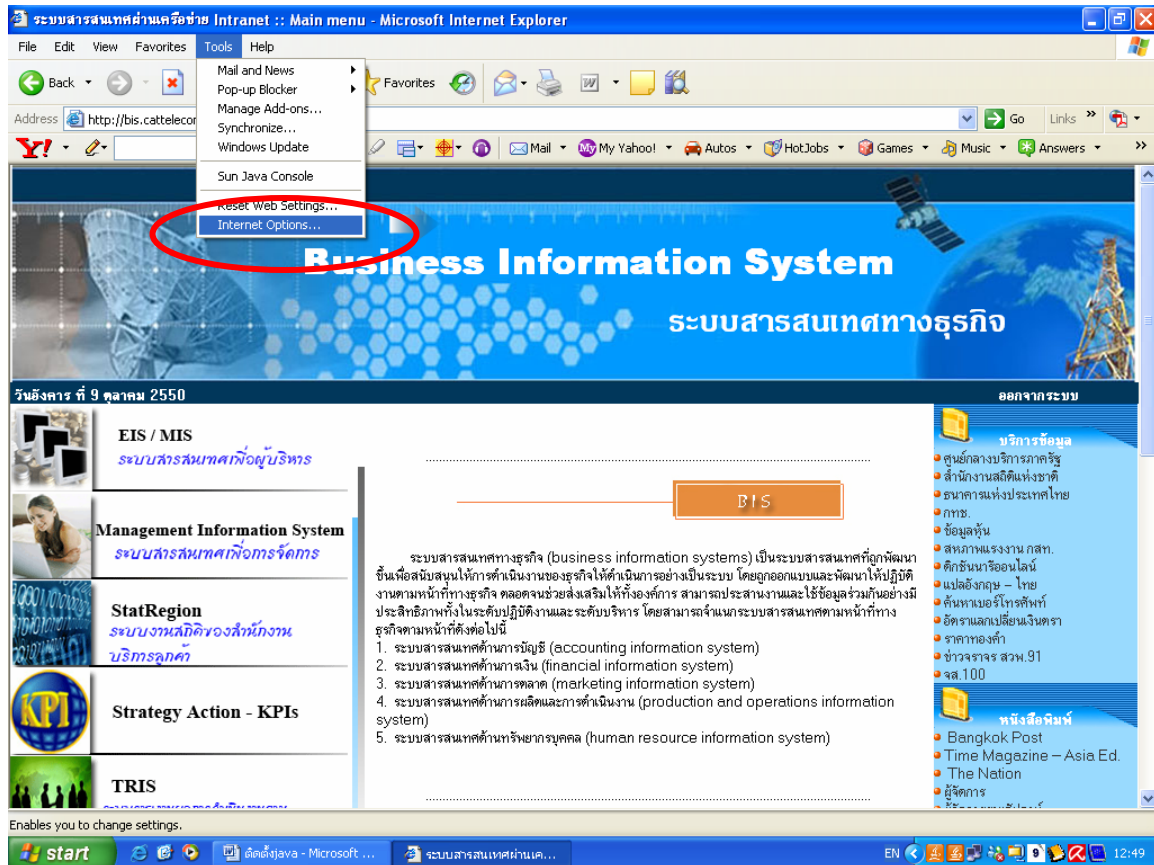 ระบบสารสนเทศผ่านเครือข่าย Intranet :: Main menu - Microsoft Internet Explorer
File Edit View Favorites Tools Help
Back Favorites
Mail and News
Pop-up Blocker
Manage Add-ons...
Synchronize...
Windows Update
Sun Java Console
Reset Web Settings...
Internet Options...
Address http://bis.cattelecor Go Links »
Y! Mail My Yahoo! Autos HotJobs Games Music Answers »
Business Information System
ระบบสารสนเทศทางธุรกิจ
วันอังคาร ที่ 9 ตุลาคม 2550
ออกจากระบบ
EIS / MIS
ระบบสารสนเทศเพื่อผู้บริหาร
Management Information System
ระบบสารสนเทศเพื่อการจัดการ
StatRegion
ระบบงานสถิติของสำนักงาน
บริการลูกค้า
KPI
Strategy Action - KPIs
TRIS
BIS
ระบบสารสนเทศทางธุรกิจ (business information systems) เป็นระบบสารสนเทศที่ถูกพัฒนา
ขึ้นเพื่อสนับสนุนให้การดำเนินงานของธุรกิจให้ดำเนินการอย่างเป็นระบบ โดยถูกออกแบบและพัฒนาให้ปฏิบัติ
งานตามหน้าที่ทางธุรกิจ ตลอดจนช่วยส่งเสริมให้ทั้งองค์การ สามารถประสานงานและใช้ข้อมูลร่วมกันอย่างมี
ประสิทธิภาพทั้งในระดับปฏิบัติงานและระดับบริหาร โดยสามารถจำแนกระบบสารสนเทศตามหน้าที่ทาง
ธุรกิจตามหน้าที่ดังต่อไปนี้
1. ระบบสารสนเทศด้านการบัญชี (accounting information system)
2. ระบบสารสนเทศด้านการเงิน (financial information system)
3. ระบบสารสนเทศด้านการตลาด (marketing information system)
4. ระบบสารสนเทศด้านการผลิตและการดำเนินงาน (production and operations information
system)
5. ระบบสารสนเทศด้านทรัพยากรบุคคล (human resource information system)
บริการข้อมูล
ศูนย์กลางบริการภาครัฐ
สำนักงานสถิติแห่งชาติ
ธนาคารแห่งประเทศไทย
กทช.
ข้อมูลหุ้น
สหภาพแรงงาน กสท.
ดิกชันนารีออนไลน์
แปลอังกฤษ – ไทย
ค้นหาเบอร์โทรศัพท์
อัตราแลกเปลี่ยนเงินตรา
ราคาทองคำ
ข่าวจราจร สวพ.91
จส.100
หนังสือพิมพ์
Bangkok Post
Time Magazine – Asia Ed.
The Nation
ผู้จัดการ
Enables you to change settings.
start ติดตั้งjava - Microsoft ... ระบบสารสนเทศผ่านเค... EN 12:49